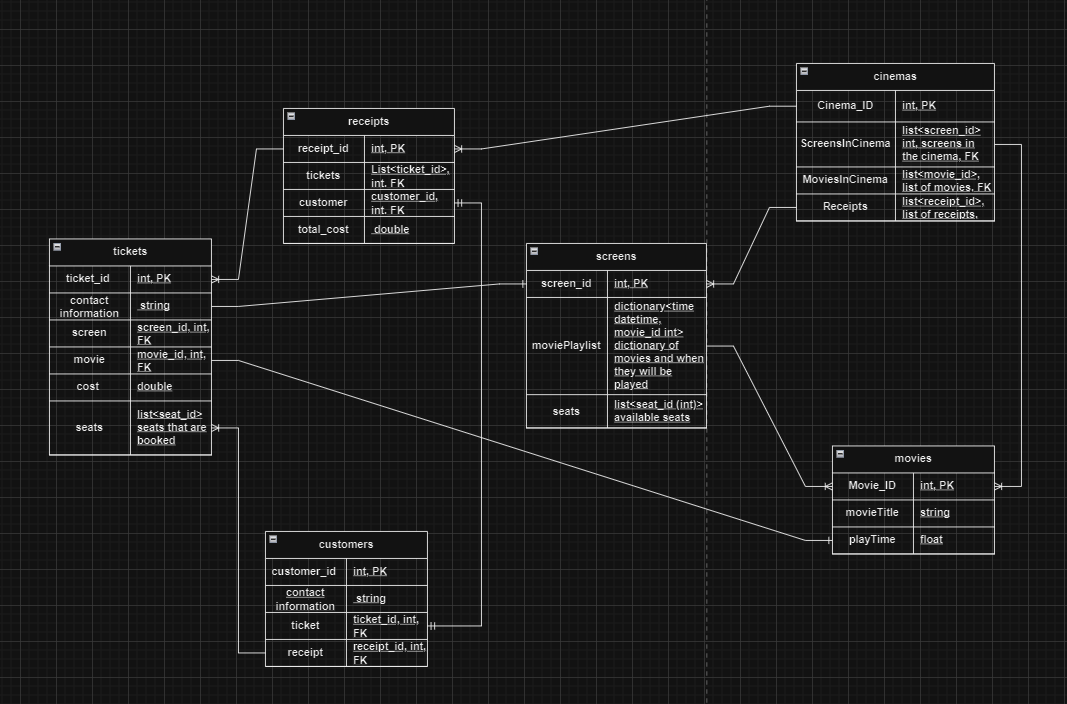 cinemas
Cinema_ID
int, PK
ScreensInCinema
list<screen_id>
int, screens in
the cinema, FK
MoviesInCinema
list<movie_id>,
list of movies, FK
Receipts
list<receipt_id>,
list of receipts,
receipts
receipt_id
int, PK
tickets
List<ticket_id>,
int. FK
customer
customer_id,
int. FK
total_cost
double
tickets
ticket_id
int, PK
contact
information
string
screen
screen_id, int,
FK
movie
movie_id, int,
FK
cost
double
seats
list<seat_id>
seats that are
booked
screens
screen_id
int, PK
moviePlaylist
dictionary<time
datetime,
movie_id int>
dictionary of
movies and when
they will be
played
seats
list<seat_id (int)>
available seats
movies
Movie_ID
int, PK
movieTitle
string
playTime
float
customers
customer_id
int, PK
contact
information
string
ticket
ticket_id, int,
FK
receipt
receipt_id, int,
FK